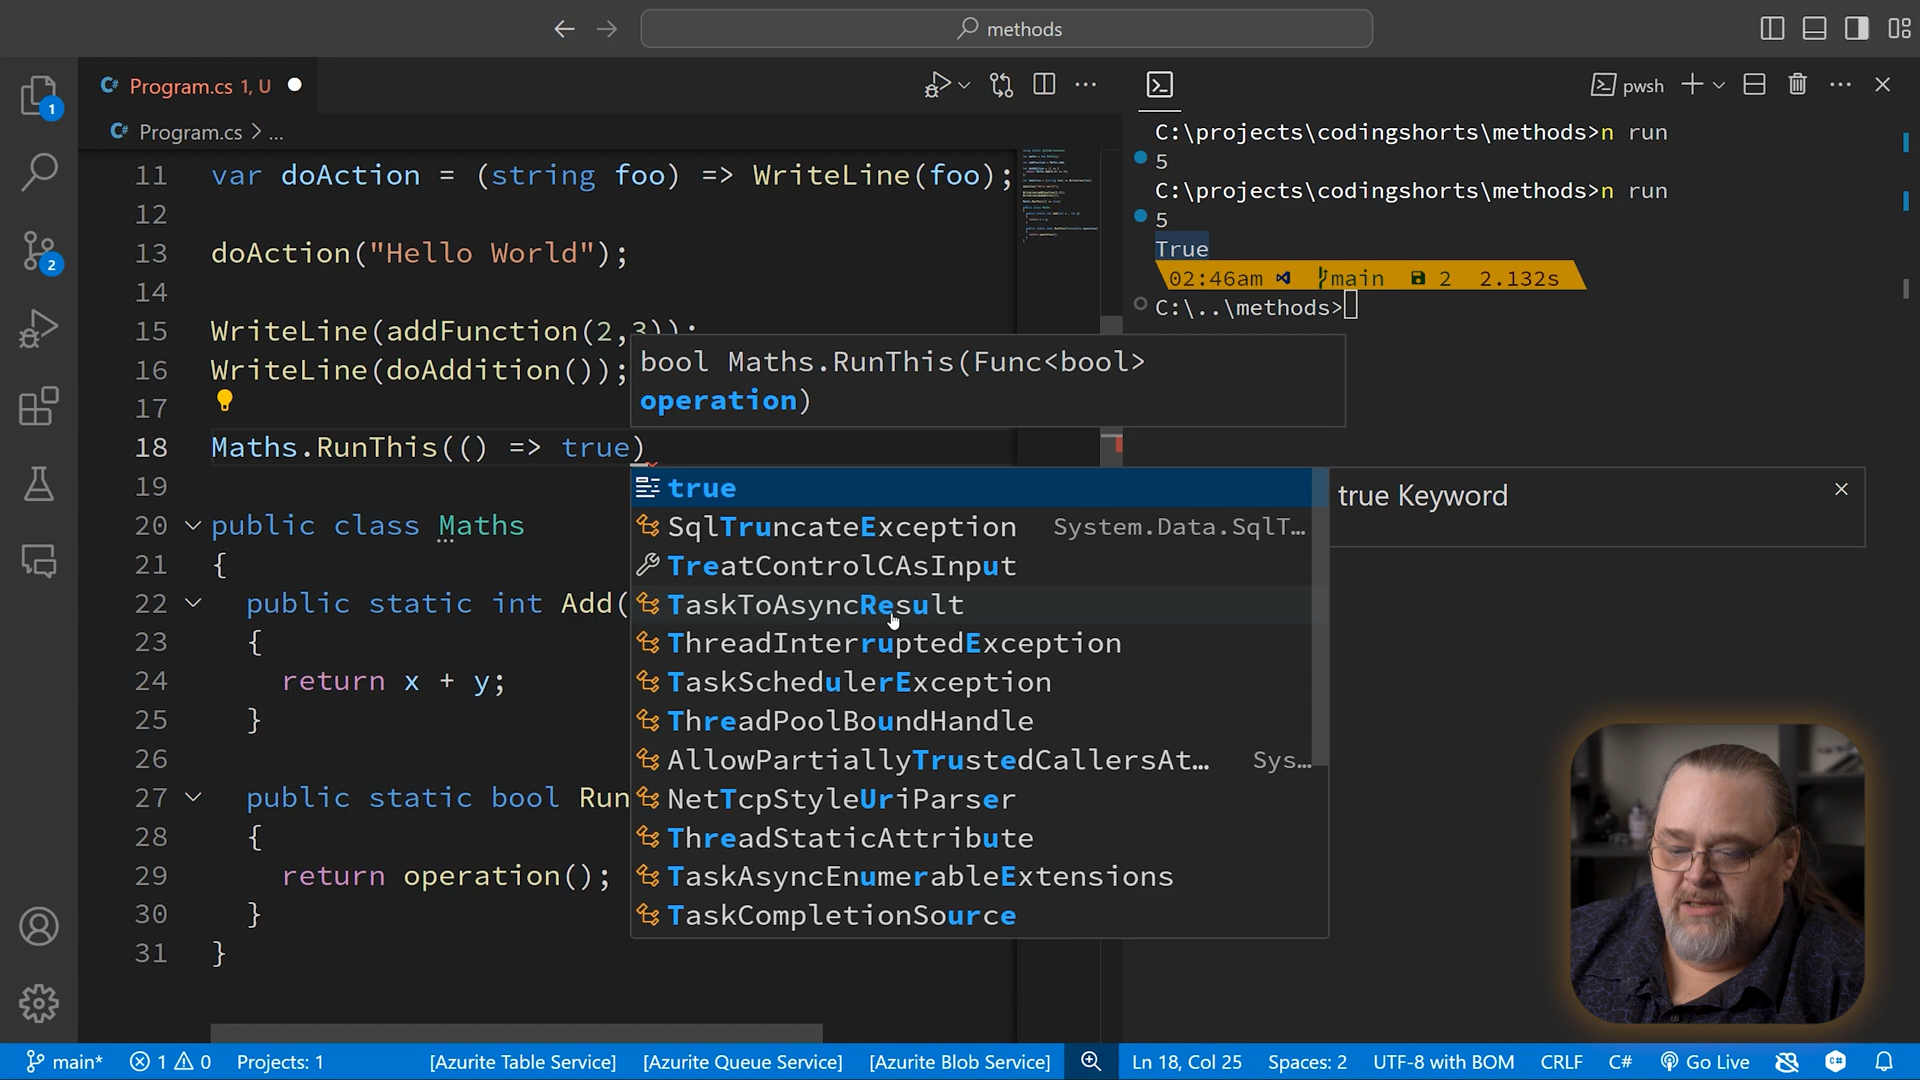 methods
Program.cs 1, U
Program.cs > ...
11 var doAction = (string foo) => WriteLine(foo);
12
13 doAction("Hello World");
14
15 WriteLine(addFunction(2,3));
16 WriteLine(doAddition());
17
18 Maths.RunThis(() => true)
19
20 public class Maths
21 {
22 public static int Add(
23 {
24 return x + y;
25 }
26
27 public static bool Run
28 {
29 return operation();
30 }
31 }
bool Maths.RunThis(Func<bool>
operation)
true
SqlTruncateException System.Data.SqlT...
TreatControlCAsInput
TaskToAsyncResult
ThreadInterruptedException
TaskSchedulerException
ThreadPoolBoundHandle
AllowPartiallyTrustedCallersAt... Sys...
NetTcpStyleUriParser
ThreadStaticAttribute
TaskAsyncEnumerableExtensions
TaskCompletionSource
true Keyword
pwsh
C:\projects\codingshorts\methods>n run
5
C:\projects\codingshorts\methods>n run
5
True
02:46am main 2 2.132s
C:\..\methods>
1
2
main* 1 0 Projects: 1 [Azurite Table Service] [Azurite Queue Service] [Azurite Blob Service] Ln 18, Col 25 Spaces: 2 UTF-8 with BOM CRLF C# Go Live